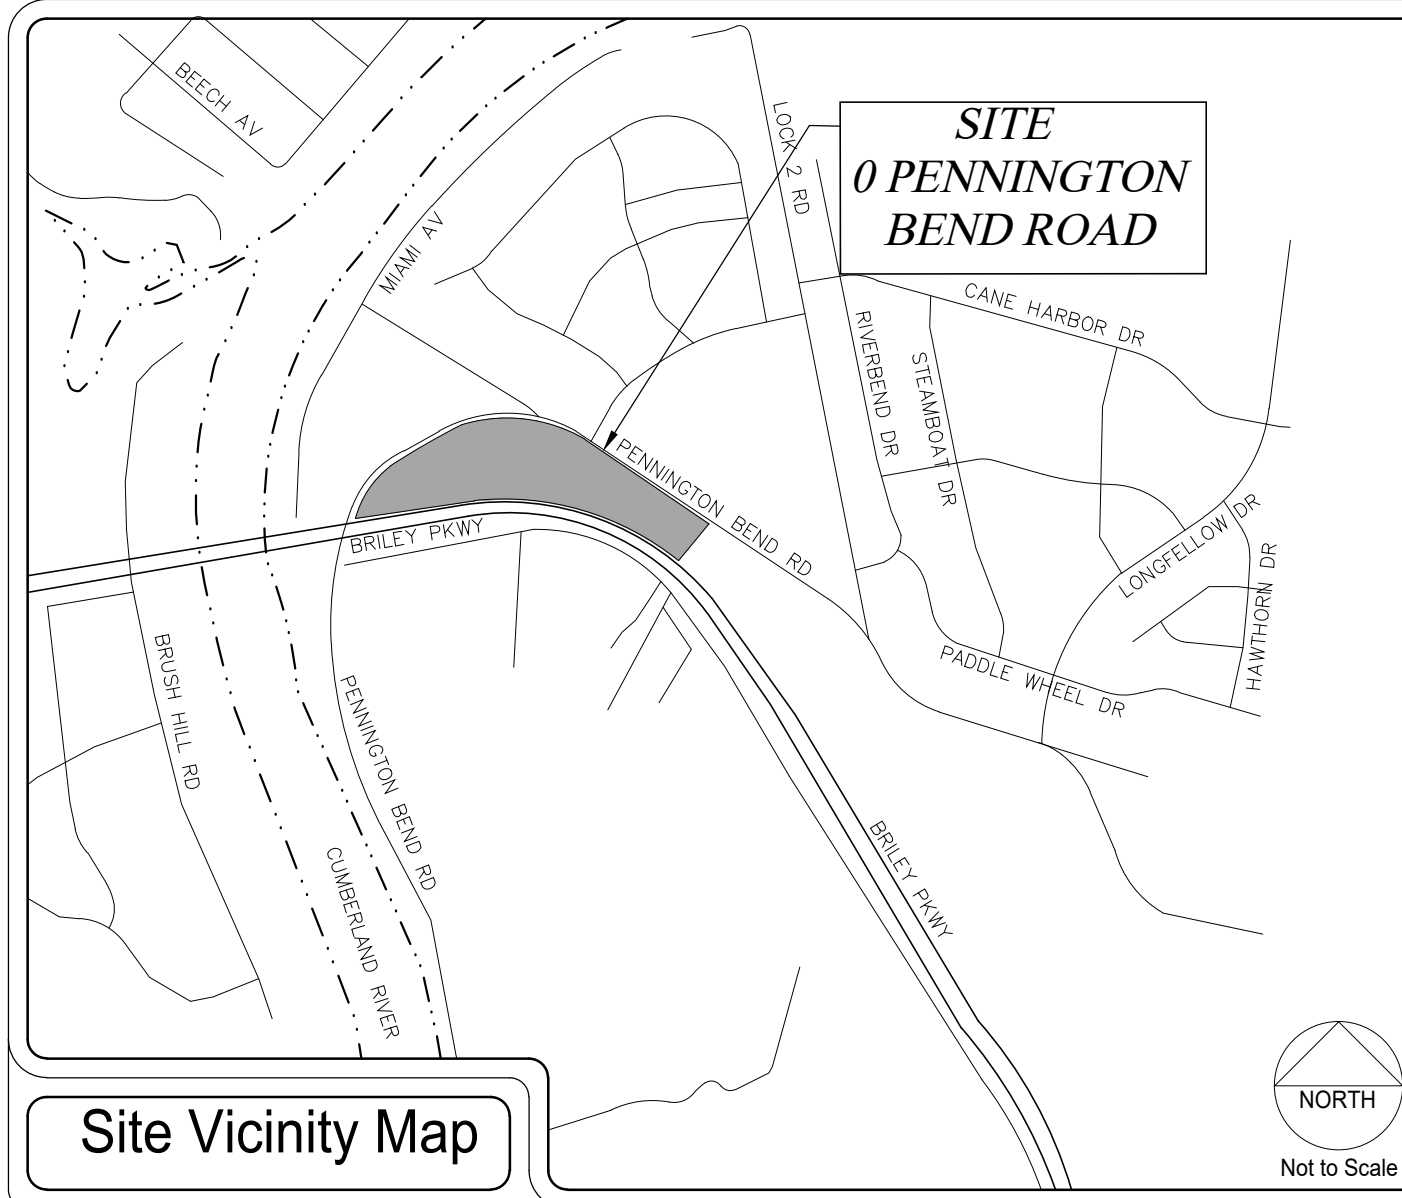 BEECH AV
LOCK 2 RD
SITE
0 PENNINGTON
BEND ROAD
MIAMI AV
CANE HARBOR DR
RIVERBEND DR
STEAMBOAT DR
PENNINGTON BEND RD
BRILEY PKWY
LONGFELLOW DR
HAWTHORN DR
BRUSH HILL RD
PADDLE WHEEL DR
PENNINGTON BEND RD
CUMBERLAND RIVER
BRILEY PKWY
Site Vicinity Map
NORTH
Not to Scale